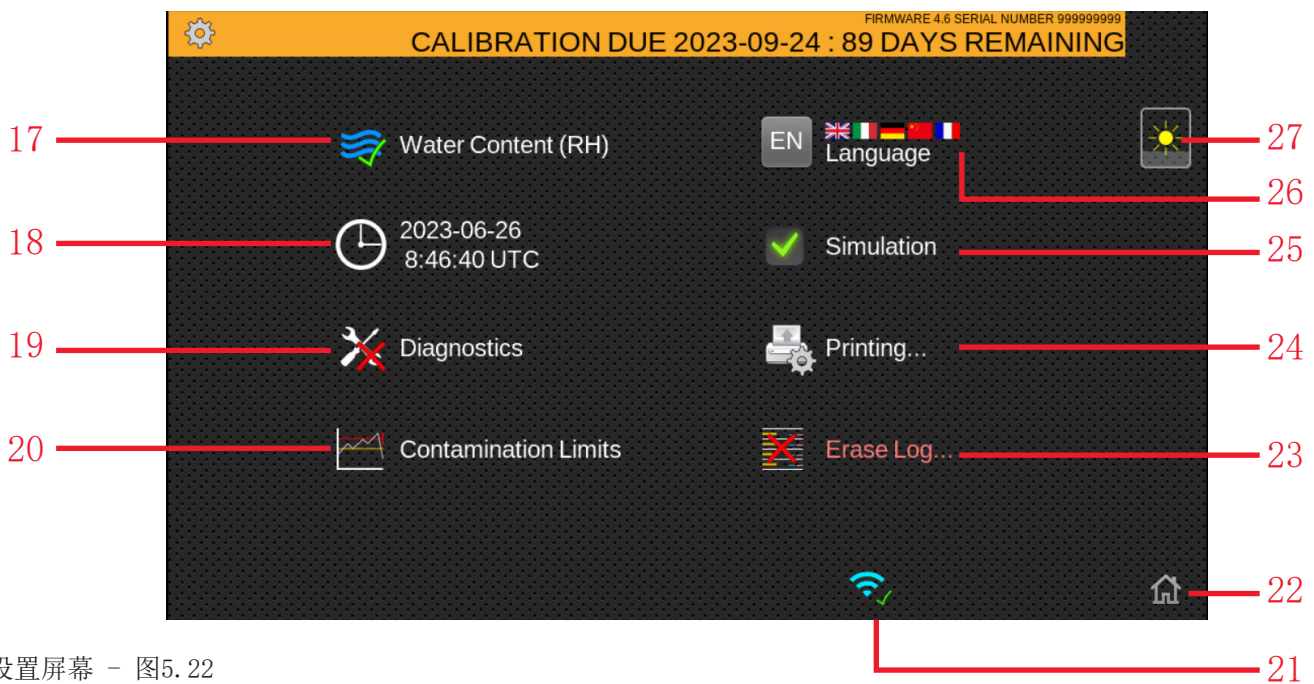 FIRMWARE 4.6 SERIAL NUMBER 999999999
CALIBRATION DUE 2023-09-24 : 89 DAYS REMAINING
17
Water Content (RH)
EN
Language
27
26
18
2023-06-26
8:46:40 UTC
Simulation
25
19
Diagnostics
Printing...
24
20
Contamination Limits
Erase Log...
23
22
21
设置屏幕 - 图5.22